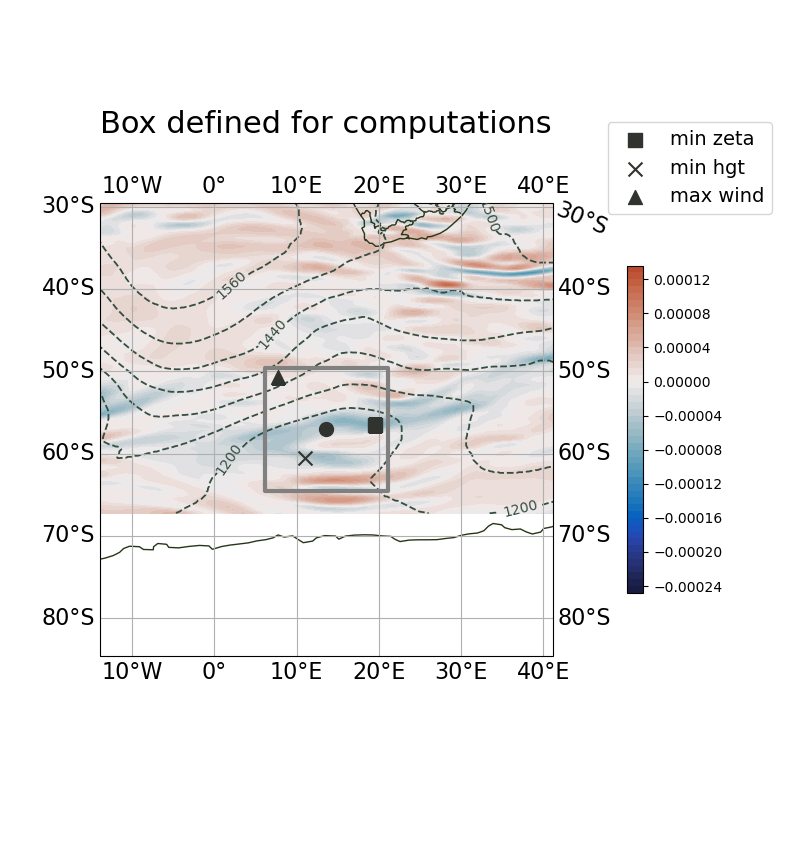 Box defined for computations
min zeta
min hgt
max wind
10°W 0° 10°E 20°E 30°E 40°E
30°S 30°S
40°S 40°S
50°S 50°S
60°S 60°S
70°S 70°S
80°S 80°S
10°W 0° 10°E 20°E 30°E 40°E
1560
1440
1200
1200
0.00012
0.00008
0.00004
0.00000
−0.00004
−0.00008
−0.00012
−0.00016
−0.00020
−0.00024